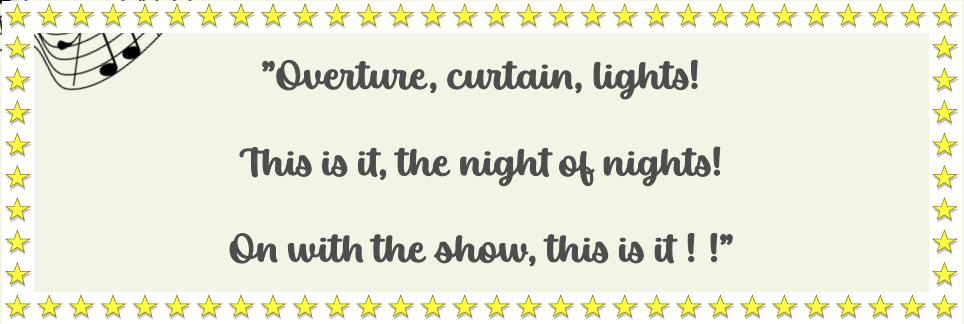 ”Overture, curtain, lights!
This is it, the night of nights!
On with the show, this is it ! !”